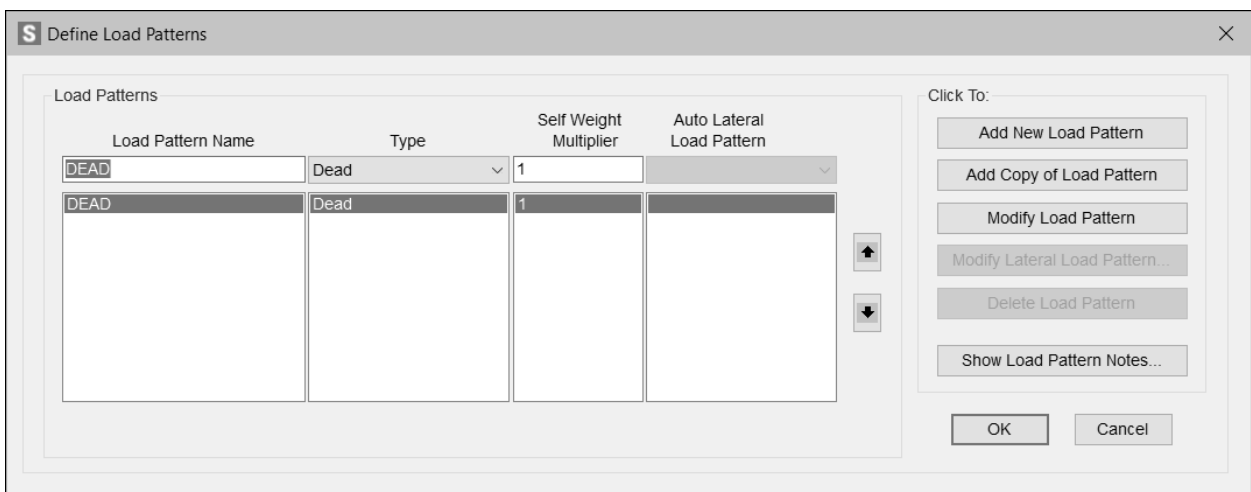 S Define Load Patterns
Load Patterns
Click To:
Load Pattern Name
Type
Self Weight
Multiplier
Auto Lateral
Load Pattern
DEAD
Dead
1
DEAD
Dead
1
Add New Load Pattern
Add Copy of Load Pattern
Modify Load Pattern
Modify Lateral Load Pattern...
Delete Load Pattern
Show Load Pattern Notes...
OK
Cancel